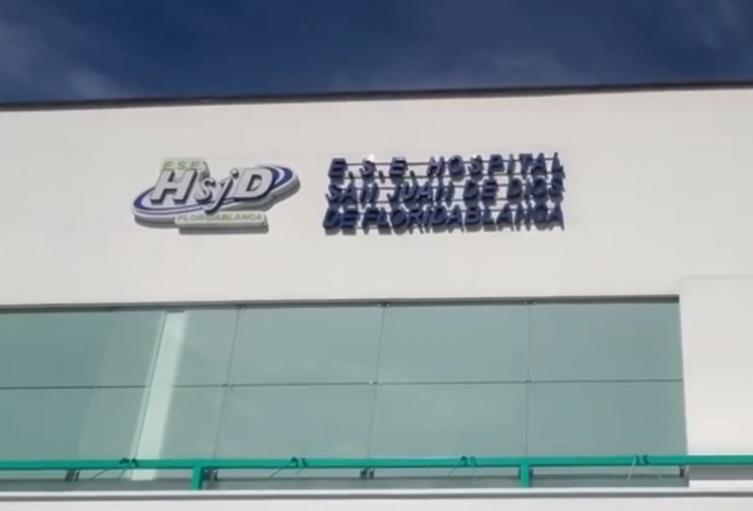 E.S.E.
HSjD
FLORIDABLANCA
E.S.E. HOSPITAL
SAN JUAN DE DIOS
DE FLORIDABLANCA